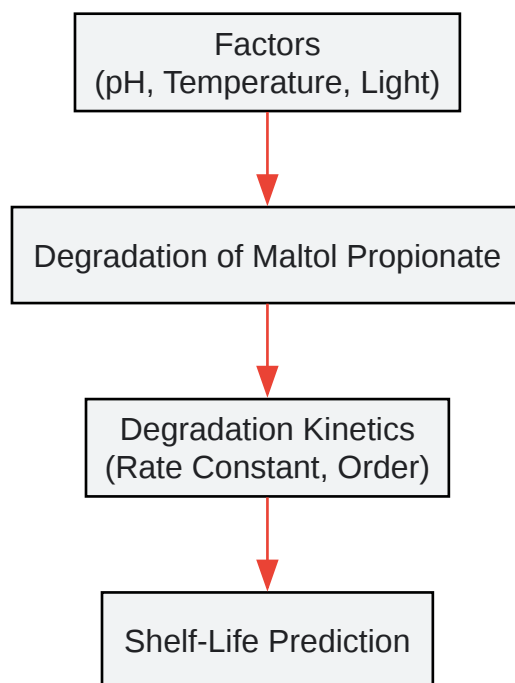 Factors
(pH, Temperature, Light)
Degradation of Maltol Propionate
Degradation Kinetics
(Rate Constant, Order)
Shelf-Life Prediction